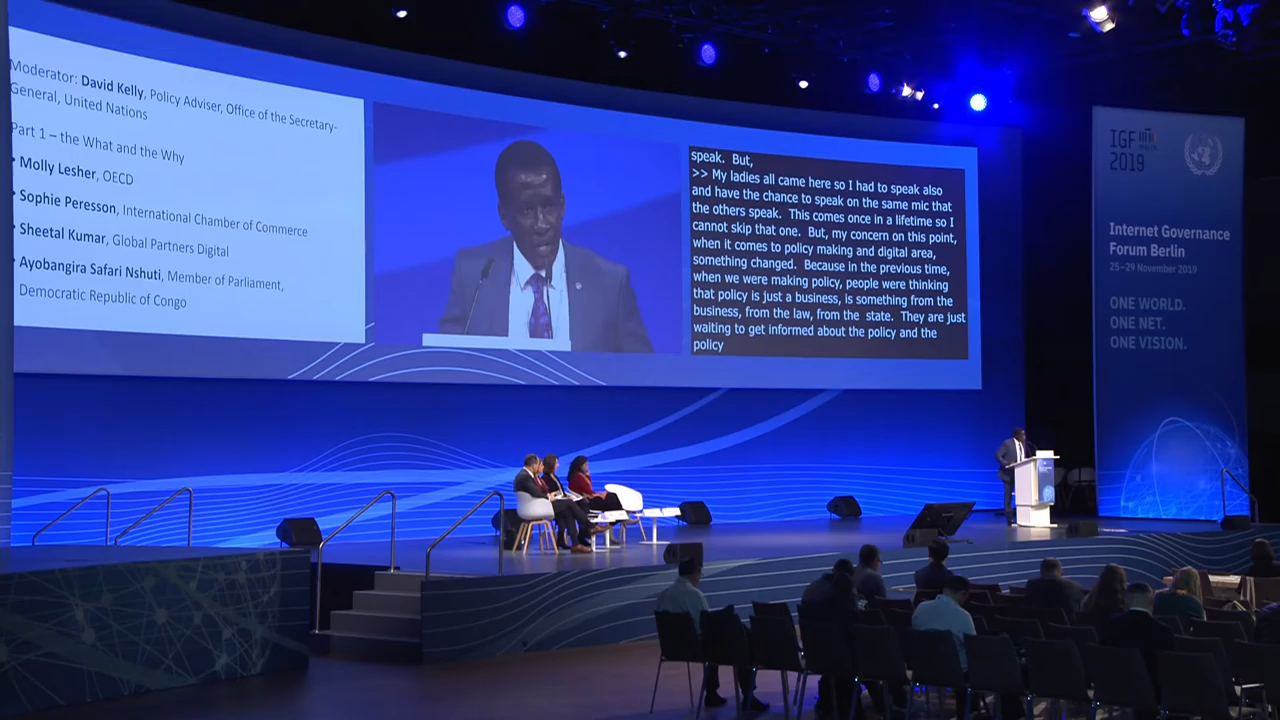 Moderator: David Kelly, Policy Adviser, Office of the Secretary-
General, United Nations
Part 1 – the What and the Why
• Molly Lesher, OECD
• Sophie Peresson, International Chamber of Commerce
• Sheetal Kumar, Global Partners Digital
• Ayobangira Safari Nshuti, Member of Parliament,
Democratic Republic of Congo
speak. But,
>> My ladies all came here so I had to speak also
and have the chance to speak on the same mic that
the others speak. This comes once in a lifetime so I
cannot skip that one. But, my concern on this point,
when it comes to policy making and digital area,
something changed. Because in the previous time,
when we were making policy, people were thinking
that policy is just a business, is something from the
business, from the law, from the state. They are just
waiting to get informed about the policy and the
policy
IGF
2019
Internet Governance
Forum Berlin
25–29 November 2019
ONE WORLD.
ONE NET.
ONE VISION.